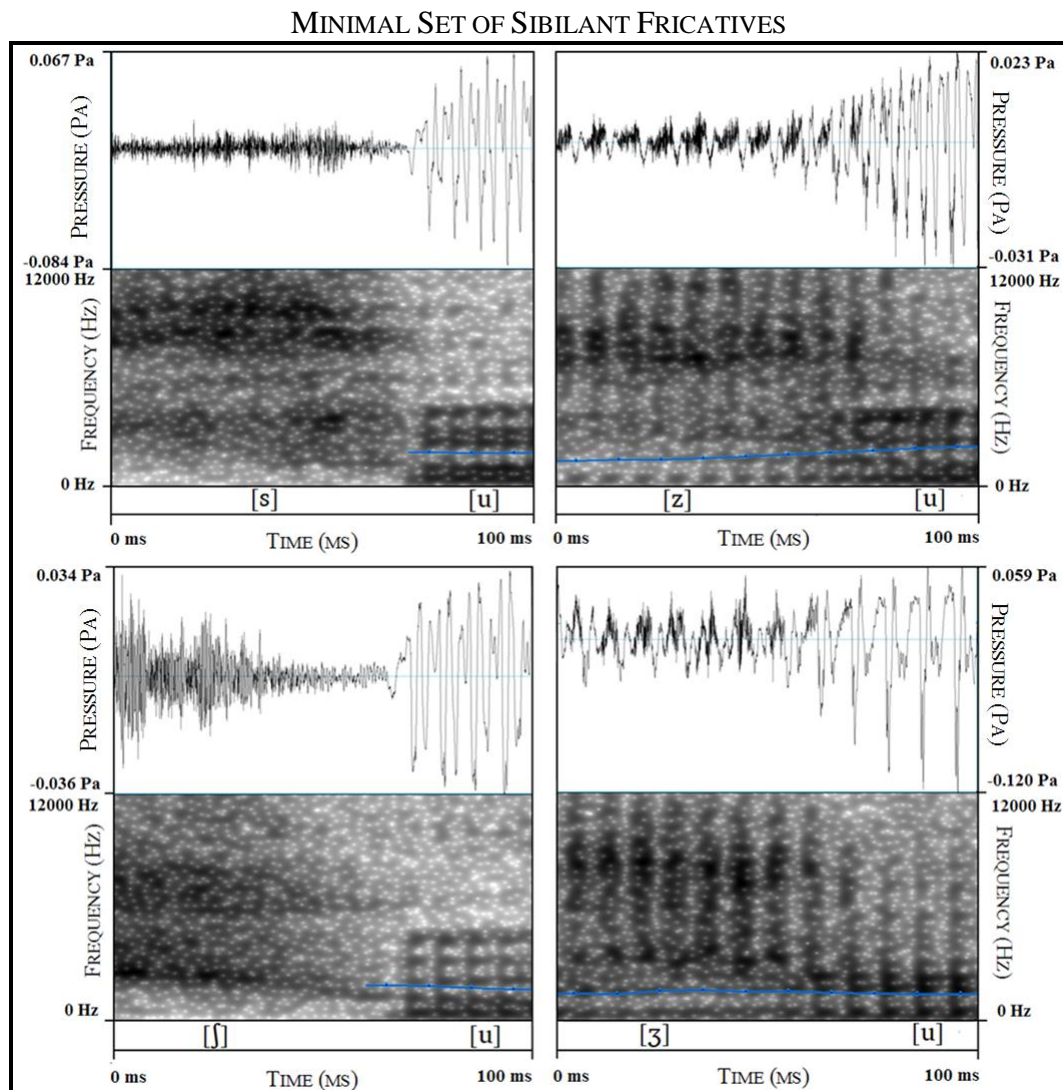 MINIMAL SET OF SIBILANT FRICATIVES
0.067 Pa
PRESSURE (PA)
-0.084 Pa
12000 Hz
FREQUENCY (HZ)
0 Hz
[s] [u]
0 ms TIME (MS) 100 ms
0.023 Pa
PRESSURE (PA)
-0.031 Pa
12000 Hz
FREQUENCY (HZ)
0 Hz
[z] [u]
0 ms TIME (MS) 100 ms
0.034 Pa
PRESSURE (PA)
-0.036 Pa
12000 Hz
FREQUENCY (HZ)
0 Hz
[ʃ] [u]
0 ms TIME (MS) 100 ms
0.059 Pa
PRESSURE (PA)
-0.120 Pa
12000 Hz
FREQUENCY (HZ)
0 Hz
[ʒ] [u]
0 ms TIME (MS) 100 ms